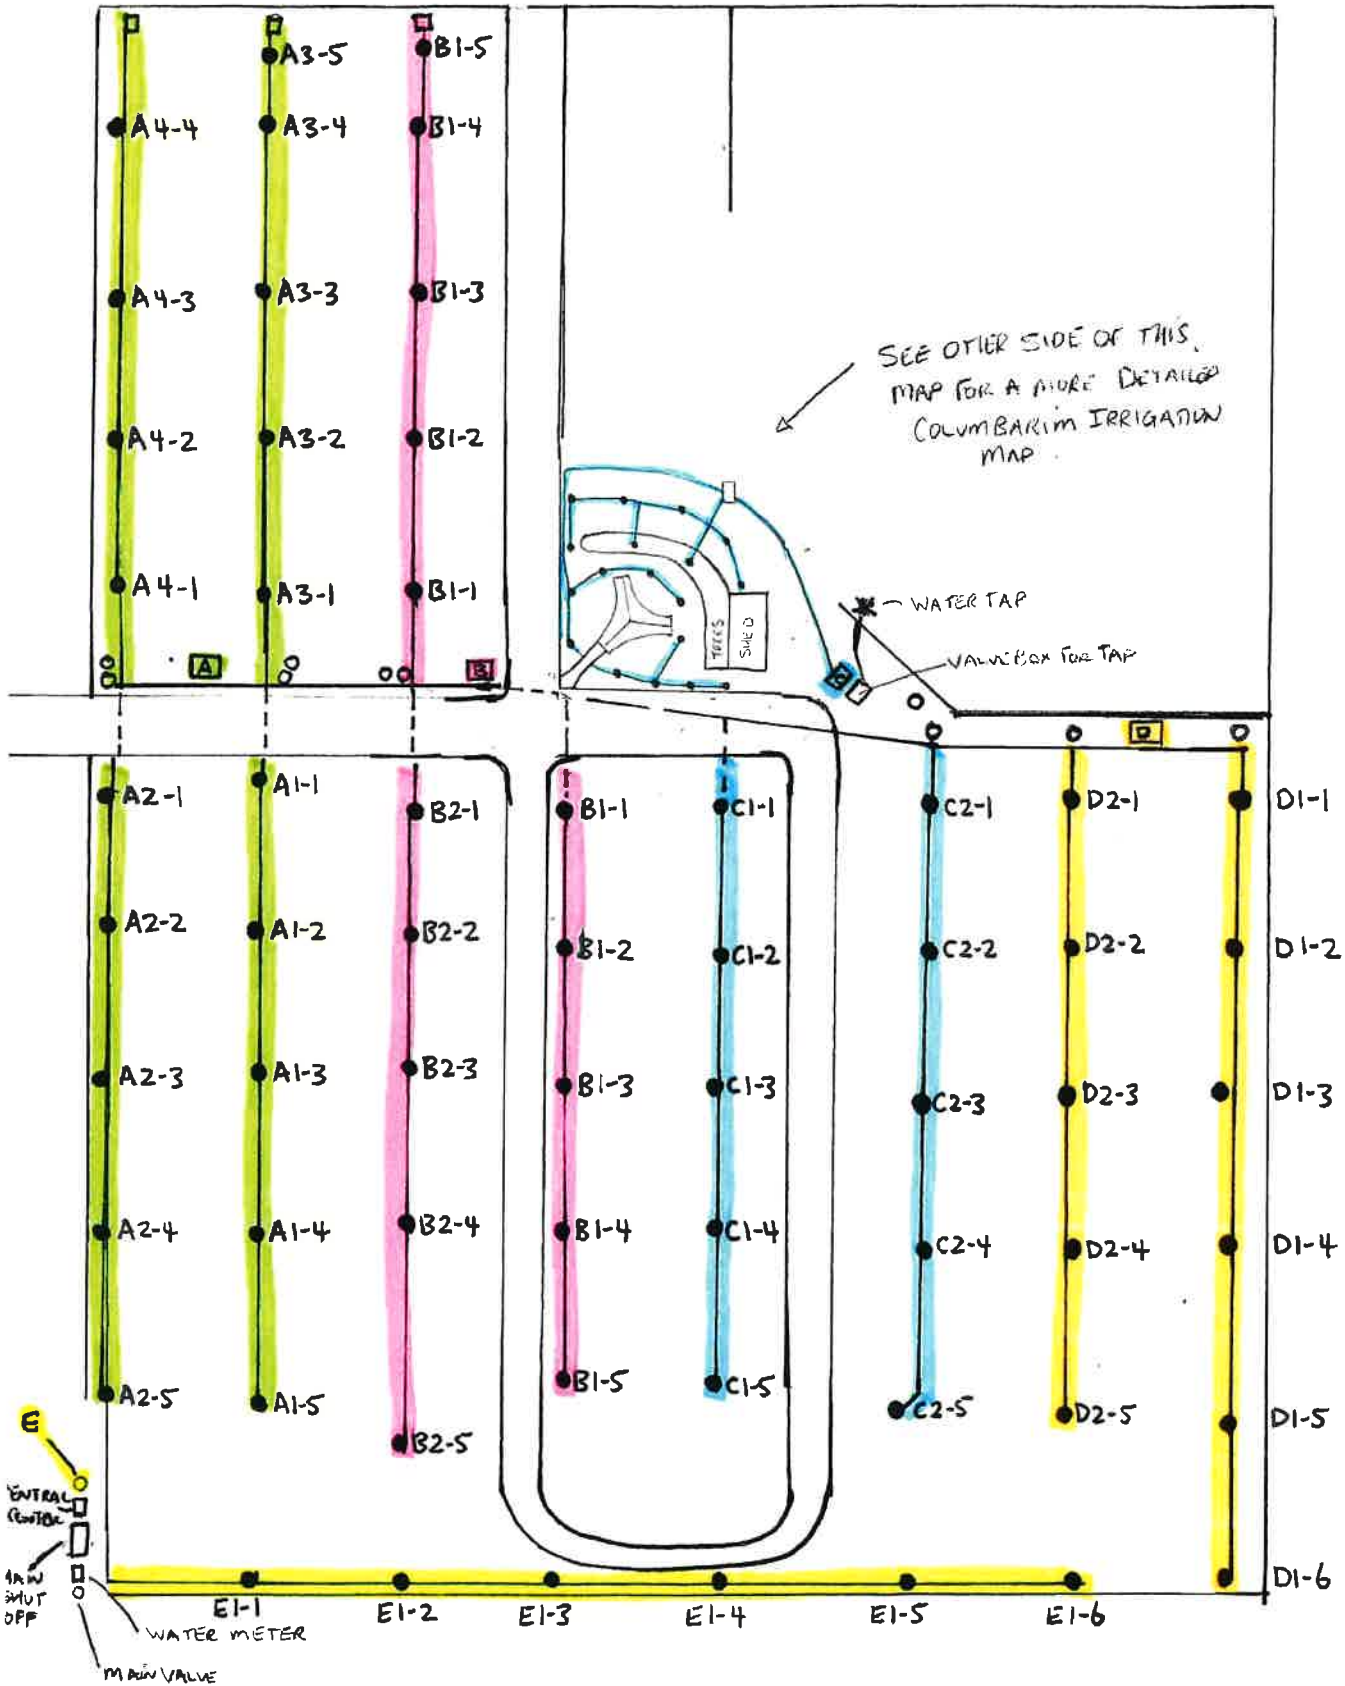 A3-5
B1-5
A4-4
A3-4
B1-4
A4-3
A3-3
B1-3
SEE OTHER SIDE OF THIS
MAP FOR A MORE DETAILED
COLUMBARIM IRRIGATION
MAP
A4-2
A3-2
B1-2
A4-1
A3-1
B1-1
WATER TAP
TREES
SHED
VALVE BOX FOR TAP
A
B
C
D
A2-1
A1-1
B2-1
B1-1
C1-1
C2-1
D2-1
D1-1
A2-2
A1-2
B2-2
B1-2
C1-2
C2-2
D2-2
D1-2
A2-3
A1-3
B2-3
B1-3
C1-3
C2-3
D2-3
D1-3
A2-4
A1-4
B2-4
B1-4
C1-4
C2-4
D2-4
D1-4
A2-5
A1-5
B2-5
B1-5
C1-5
C2-5
D2-5
D1-5
E
ENTRAL
MAIN
SHUT
OFF
E1-1
E1-2
E1-3
E1-4
E1-5
E1-6
D1-6
WATER METER
MAIN VALVE